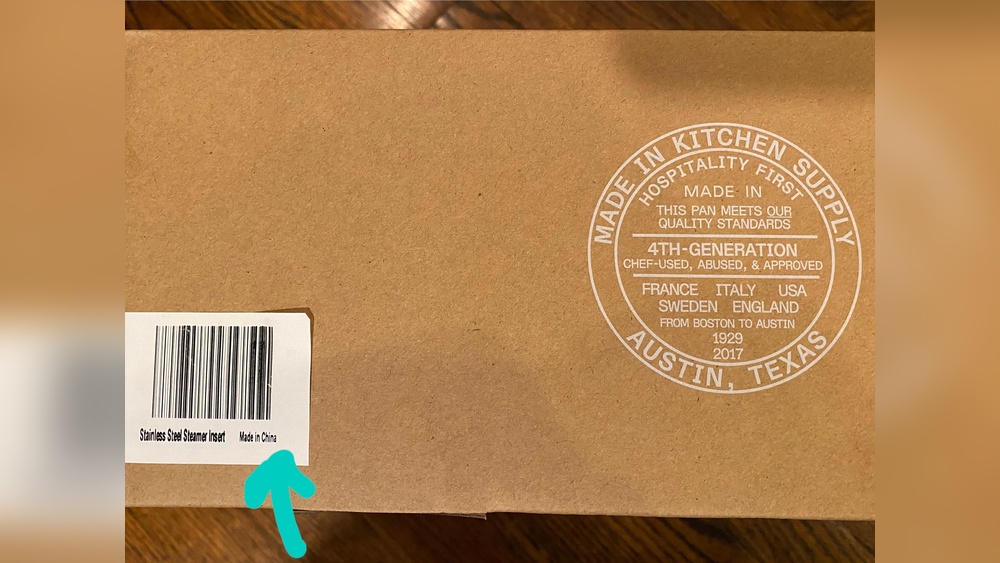 MADE IN KITCHEN SUPPLY
HOSPITALITY FIRST
MADE IN
THIS PAN MEETS OUR
QUALITY STANDARDS
4TH-GENERATION
CHEF-USED, ABUSED, & APPROVED
FRANCE ITALY USA
SWEDEN ENGLAND
FROM BOSTON TO AUSTIN
1929
2017
AUSTIN, TEXAS
Stainless Steel Steamer Insert Made in China